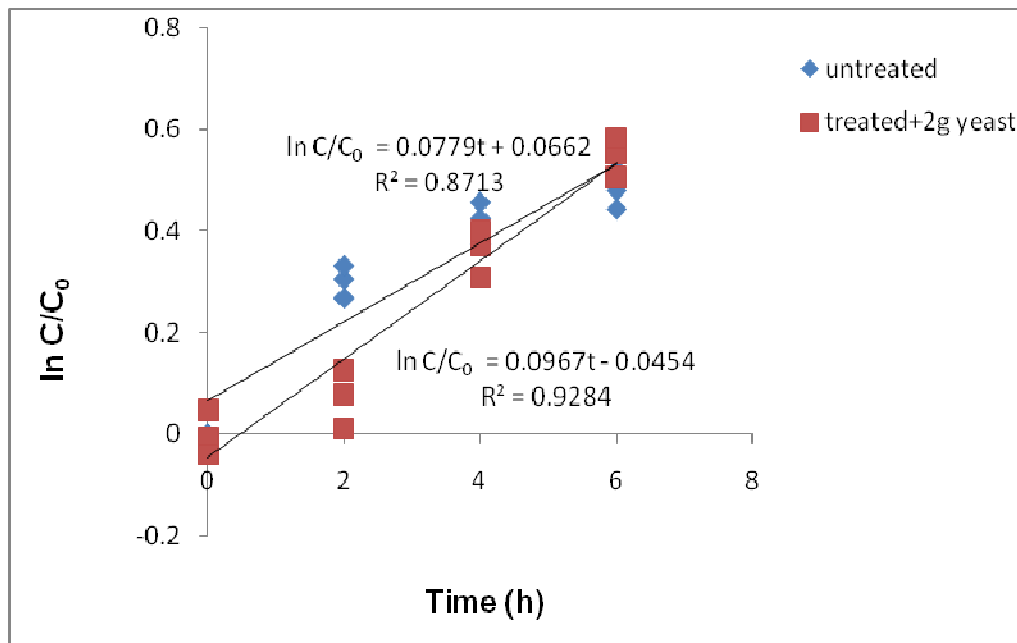 0.8
untreated
treated+2g yeast
0.6
ln C/C₀ = 0.0779t + 0.0662
R² = 0.8713
0.4
ln C/C₀
0.2
ln C/C₀ = 0.0967t - 0.0454
R² = 0.9284
0
0 2 4 6 8
-0.2
Time (h)